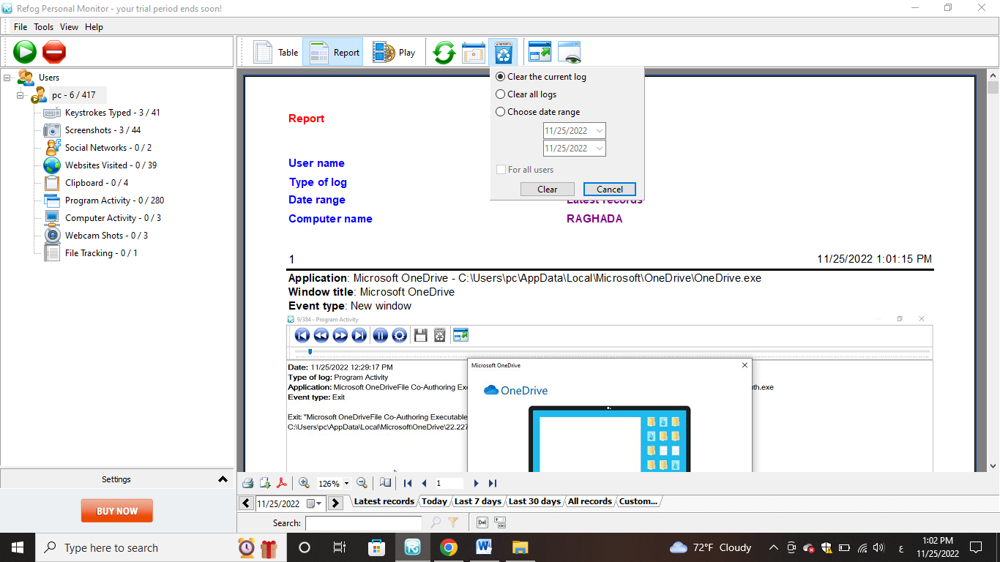 Refog Personal Monitor - your trial period ends soon!
File Tools View Help
Table Report Play
Users
pc - 6 / 417
Keystrokes Typed - 3 / 41
Screenshots - 3 / 44
Social Networks - 0 / 2
Websites Visited - 0 / 39
Clipboard - 0 / 4
Program Activity - 0 / 280
Computer Activity - 0 / 3
Webcam Shots - 0 / 3
File Tracking - 0 / 1
Settings
BUY NOW
Clear the current log
Clear all logs
Choose date range
11/25/2022
11/25/2022
For all users
Clear Cancel
Report
User name
Type of log
Date range Latest records
Computer name RAGHADA
1 11/25/2022 1:01:15 PM
Application: Microsoft OneDrive - C:\Users\pc\AppData\Local\Microsoft\OneDrive\OneDrive.exe
Window title: Microsoft OneDrive
Event type: New window
9/384 - Program Activity
Date: 11/25/2022 12:29:17 PM
Type of log: Program Activity
Application: Microsoft OneDriveFile Co-Authoring Exe
Event type: Exit
Exit: "Microsoft OneDriveFile Co-Authoring Executable
C:\Users\pc\AppData\Local\Microsoft\OneDrive\22.227
Microsoft OneDrive
OneDrive
th.exe
126% 1
11/25/2022 Latest records Today Last 7 days Last 30 days All records Custom...
Search: Del
Type here to search
72°F Cloudy
ع
1:02 PM
11/25/2022